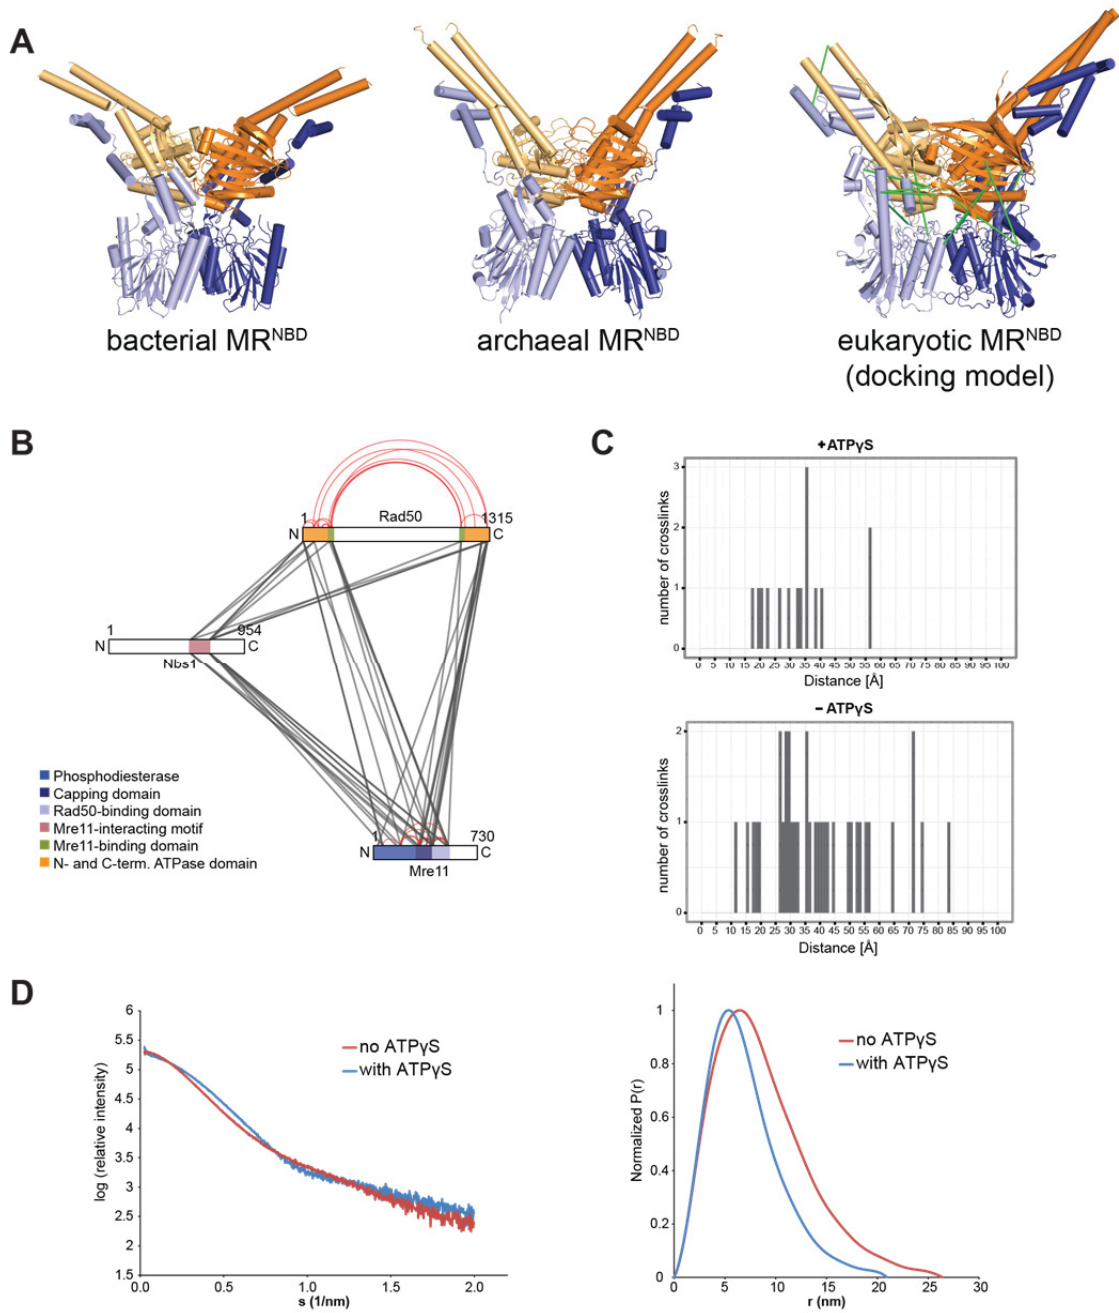 A
bacterial MR^NBD
archaeal MR^NBD
eukaryotic MR^NBD
(docking model)
B
1
Rad50
1315
N
C
1
954
N
C
Nbs1
1
730
N
C
Mre11
Phosphodiesterase
Capping domain
Rad50-binding domain
Mre11-interacting motif
Mre11-binding domain
N- and C-term. ATPase domain
C
+ATPγS
number of crosslinks
3
2
1
0
0 5 10 15 20 25 30 35 40 45 50 55 60 65 70 75 80 85 90 95 100
Distance [Å]
−ATPγS
number of crosslinks
2
1
0
0 5 10 15 20 25 30 35 40 45 50 55 60 65 70 75 80 85 90 95 100
Distance [Å]
D
log (relative intensity)
6
5.5
5
4.5
4
3.5
3
2.5
2
1.5
0.0 0.5 1.0 1.5 2.0
s (1/nm)
no ATPγS
with ATPγS
Normalized P(r)
1
0.8
0.6
0.4
0.2
0
0 5 10 15 20 25 30
r (nm)
no ATPγS
with ATPγS